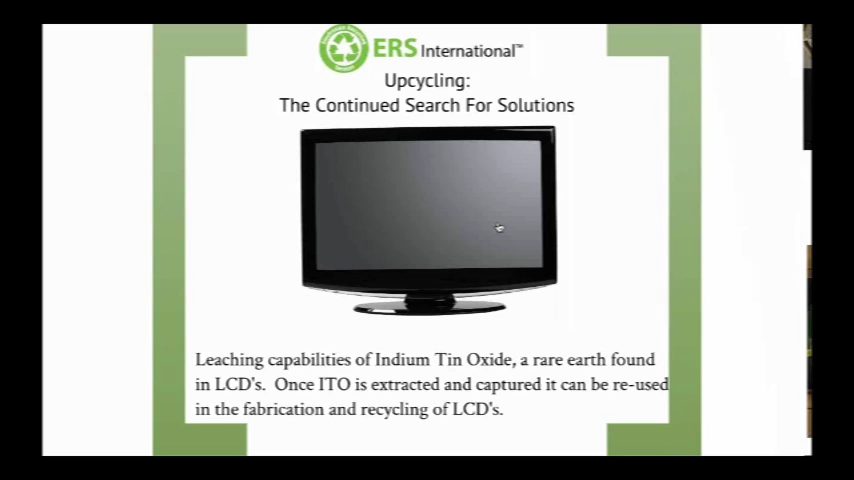 ERS International™
Upcycling:
The Continued Search For Solutions
Leaching capabilities of Indium Tin Oxide, a rare earth found
in LCD's. Once ITO is extracted and captured it can be re-used
in the fabrication and recycling of LCD's.